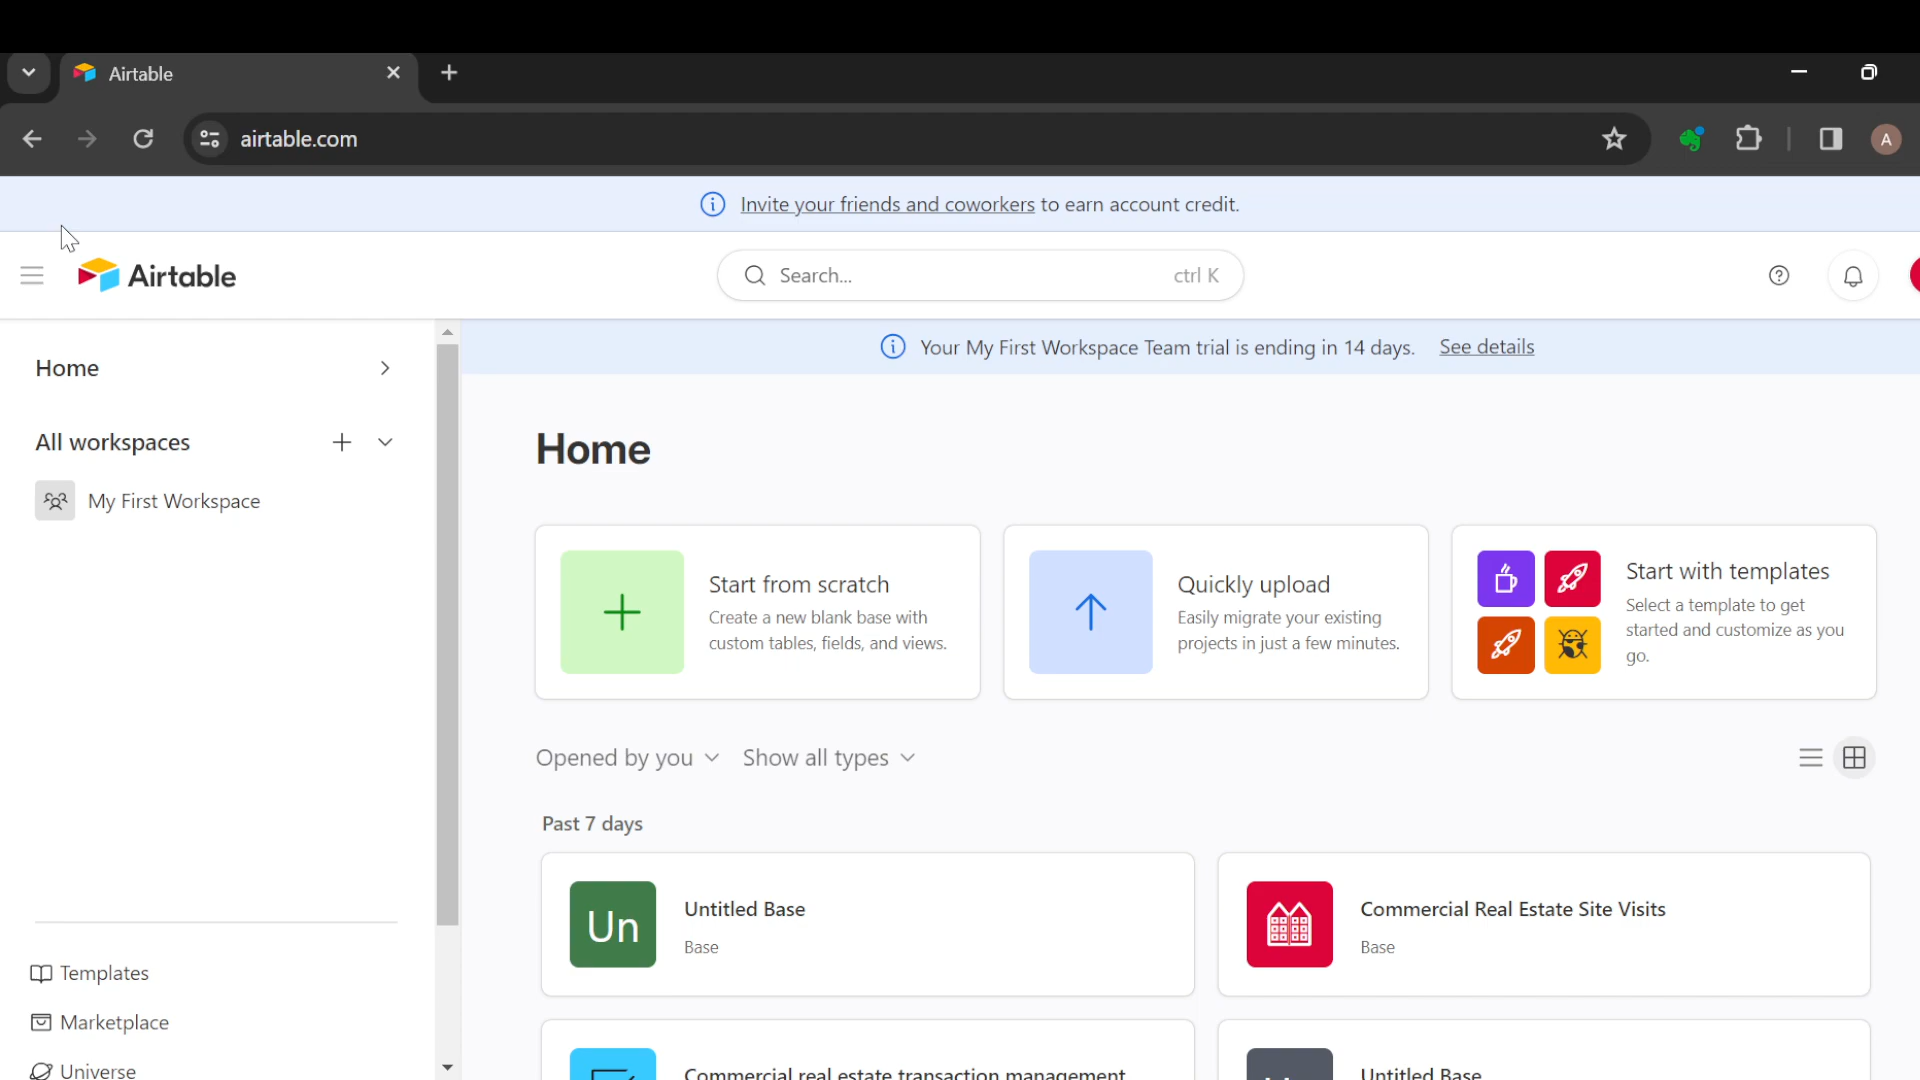 Airtable
airtable.com
A
Invite your friends and coworkers to earn account credit.
Airtable
Search...
ctrl K
Your My First Workspace Team trial is ending in 14 days. See details
Home
All workspaces
My First Workspace
Home
Start from scratch
Create a new blank base with
custom tables, fields, and views.
Quickly upload
Easily migrate your existing
projects in just a few minutes.
Start with templates
Select a template to get
started and customize as you
go.
Opened by you
Show all types
Past 7 days
Un
Untitled Base
Base
Commercial Real Estate Site Visits
Base
Commercial real estate transaction management
Untitled Base
Templates
Marketplace
Universe